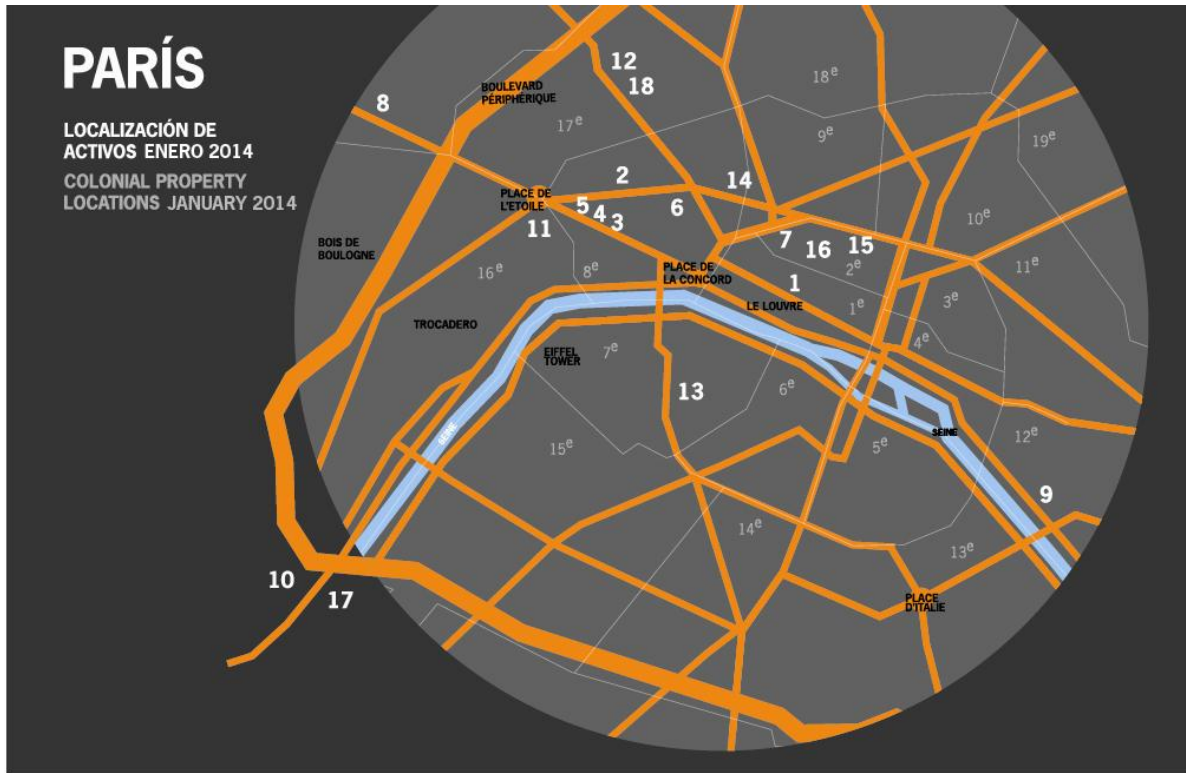 PARÍS
LOCALIZACIÓN DE
ACTIVOS ENERO 2014
COLONIAL PROPERTY
LOCATIONS JANUARY 2014
12
18
18e
BOULEVARD
PÉRIPHÉRIQUE
8
17e
9e
19e
2
14
PLACE DE
L'ETOILE
5
4
3
6
11
7
16
15
10e
BOIS DE
BOULOGNE
16e
8e
PLACE DE
LA CONCORD
2e
11e
1
LE LOUVRE
1e
3e
TROCADERO
EIFFEL
TOWER
7e
4e
13
6e
SEINE
15e
5e
SEINE
12e
9
14e
13e
10
17
PLACE
D'ITALIE